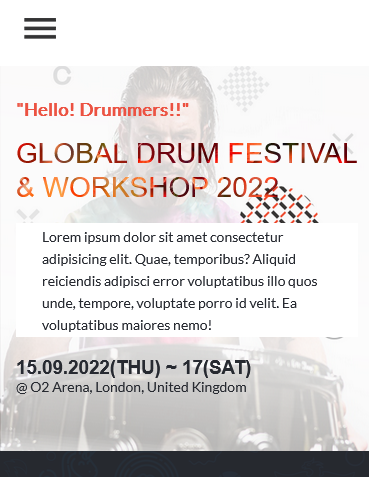 "Hello! Drummers!!"
GLOBAL DRUM FESTIVAL
& WORKSHOP 2022
Lorem ipsum dolor sit amet consectetur
adipisicing elit. Quae, temporibus? Aliquid
reiciendis adipisci error voluptatibus illo quos
unde, tempore, voluptate porro id velit. Ea
voluptatibus maiores nemo!
15.09.2022(THU) ~ 17(SAT)
@ O2 Arena, London, United Kingdom